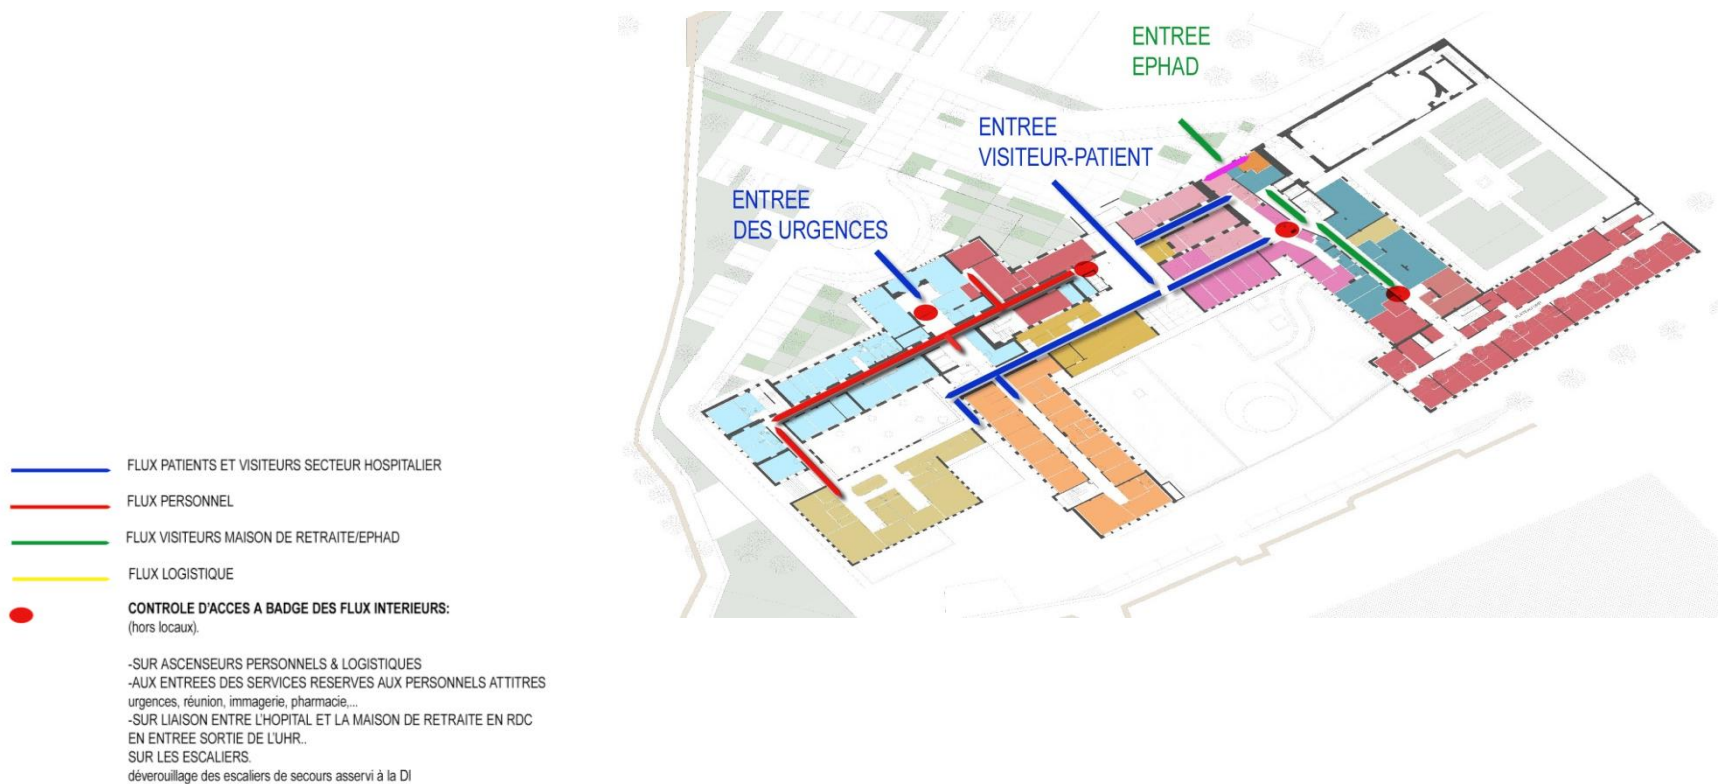 ENTREE
EPHAD
ENTREE
VISITEUR-PATIENT
ENTREE
DES URGENCES
FLUX PATIENTS ET VISITEURS SECTEUR HOSPITALIER
FLUX PERSONNEL
FLUX VISITEURS MAISON DE RETRAITE/EPHAD
FLUX LOGISTIQUE
CONTROLE D'ACCES A BADGE DES FLUX INTERIEURS:
(hors locaux).
-SUR ASCENSEURS PERSONNELS & LOGISTIQUES
-AUX ENTREES DES SERVICES RESERVES AUX PERSONNELS ATTITRES
urgences, réunion, immagerie, pharmacie,...
-SUR LIAISON ENTRE L'HOPITAL ET LA MAISON DE RETRAITE EN RDC
EN ENTREE SORTIE DE L'UHR..
SUR LES ESCALIERS.
déverouillage des escaliers de secours asservi à la DI